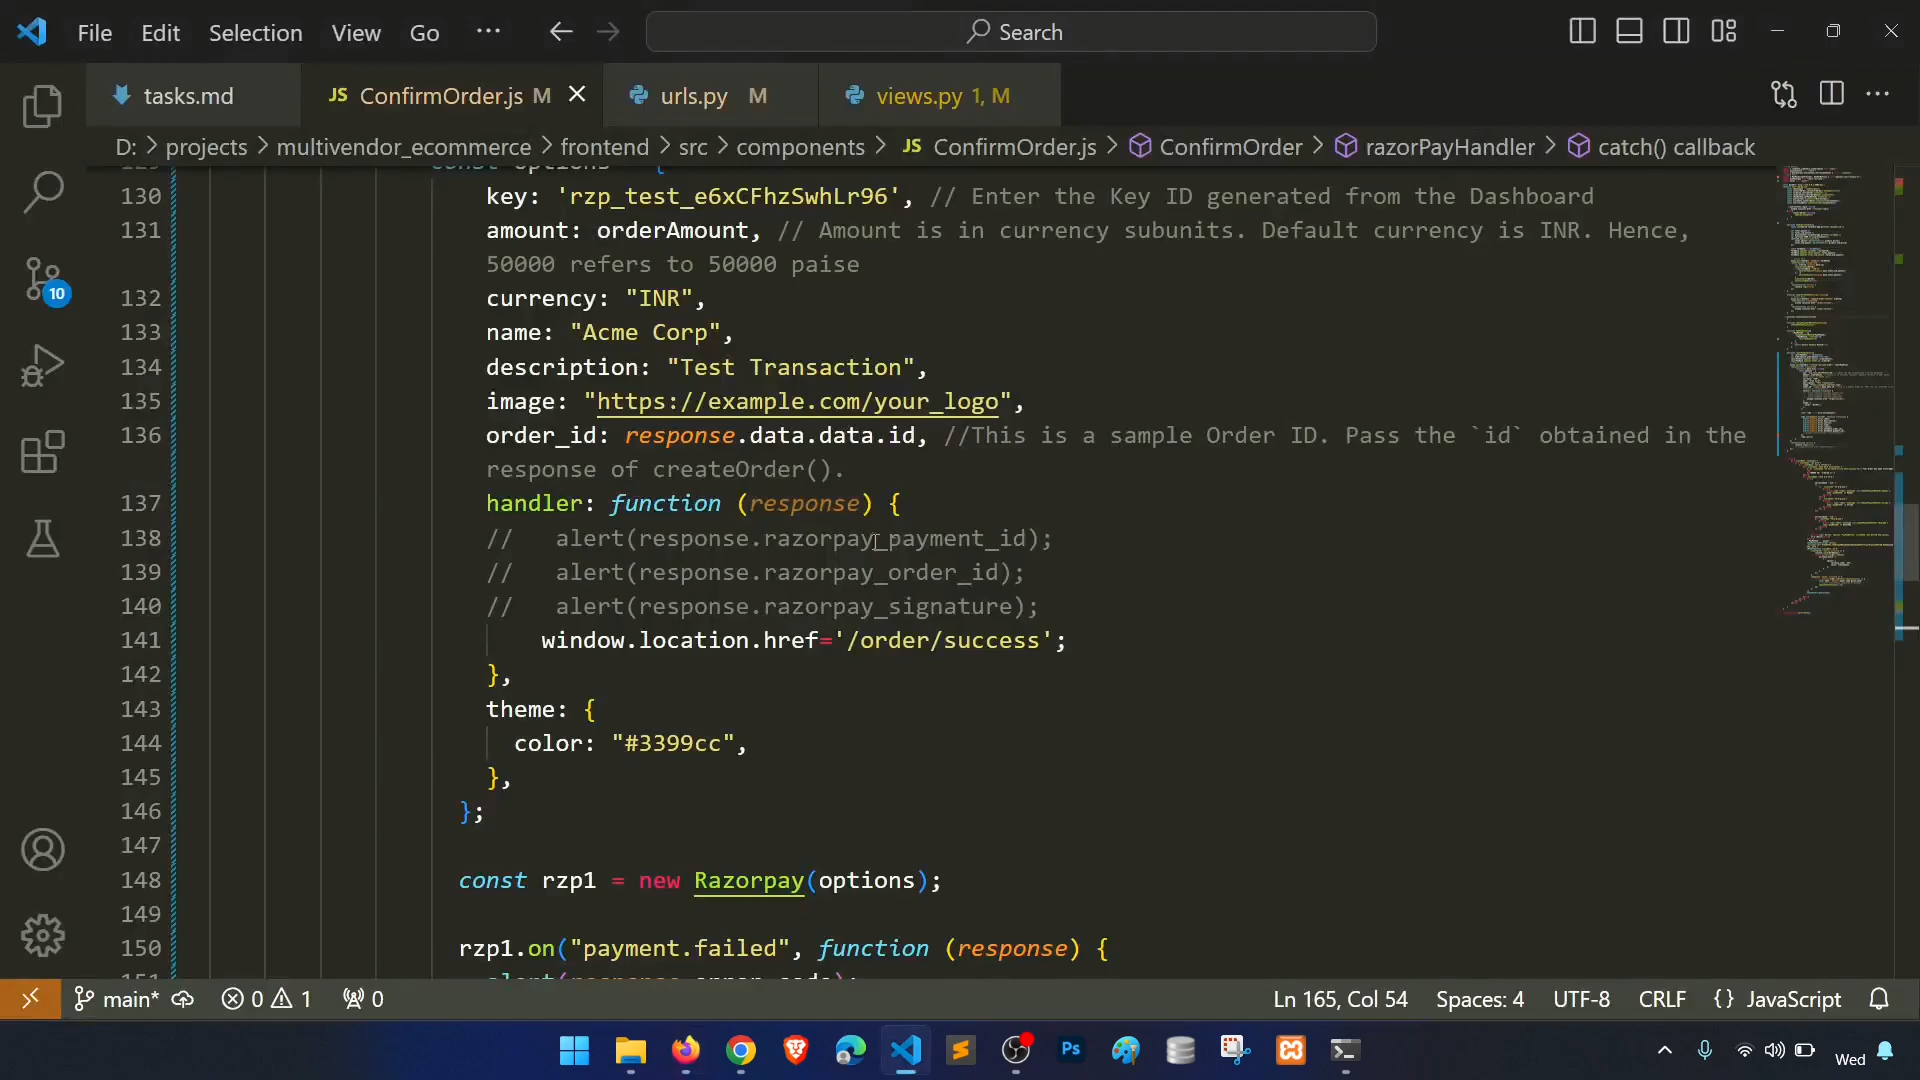 File Edit Selection View Go ··· Search
tasks.md JS ConfirmOrder.js M urls.py M views.py 1, M
D: > projects > multivendor_ecommerce > frontend > src > components > JS ConfirmOrder.js > ConfirmOrder > razorPayHandler > catch() callback
130 key: 'rzp_test_e6xCFhzSwhLr96', // Enter the Key ID generated from the Dashboard
131 amount: orderAmount, // Amount is in currency subunits. Default currency is INR. Hence,
50000 refers to 50000 paise
132 currency: "INR",
133 name: "Acme Corp",
134 description: "Test Transaction",
135 image: "https://example.com/your_logo",
136 order_id: response.data.data.id, //This is a sample Order ID. Pass the `id` obtained in the
response of createOrder().
137 handler: function (response) {
138 // alert(response.razorpay_payment_id);
139 // alert(response.razorpay_order_id);
140 // alert(response.razorpay_signature);
141 window.location.href='/order/success';
142 },
143 theme: {
144 color: "#3399cc",
145 },
146 };
147
148 const rzp1 = new Razorpay(options);
149
150 rzp1.on("payment.failed", function (response) {
10
main* 0 1 0 Ln 165, Col 54 Spaces: 4 UTF-8 CRLF {} JavaScript
Ps Wed